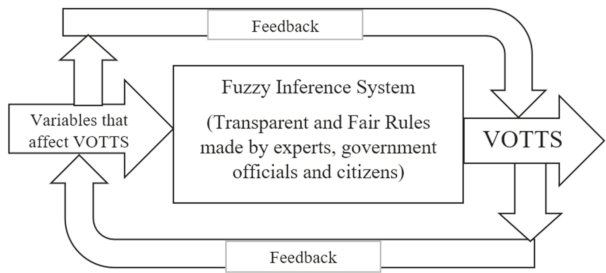 Feedback
Variables that
affect VOTTS
Fuzzy Inference System
(Transparent and Fair Rules
made by experts, government
officials and citizens)
VOTTS
Feedback